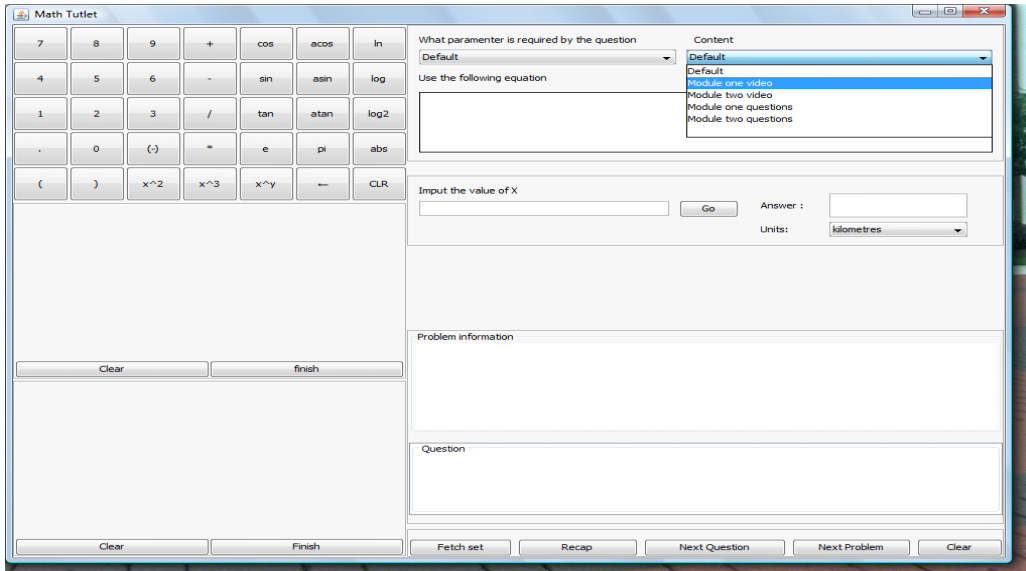 Math Tutlet
7 8 9 + cos acos ln
4 5 6 - sin asin log
1 2 3 / tan atan log2
. 0 (-) * e pi abs
( ) x^2 x^3 x^y ← CLR
Clear finish
Clear Finish
What paramenter is required by the question Content
Default Default
Default
Use the following equation
Module one video
Module two video
Module one questions
Module two questions
Imput the value of X
Go Answer :
Units: kilometres
Problem information
Question
Fetch set Recap Next Question Next Problem Clear